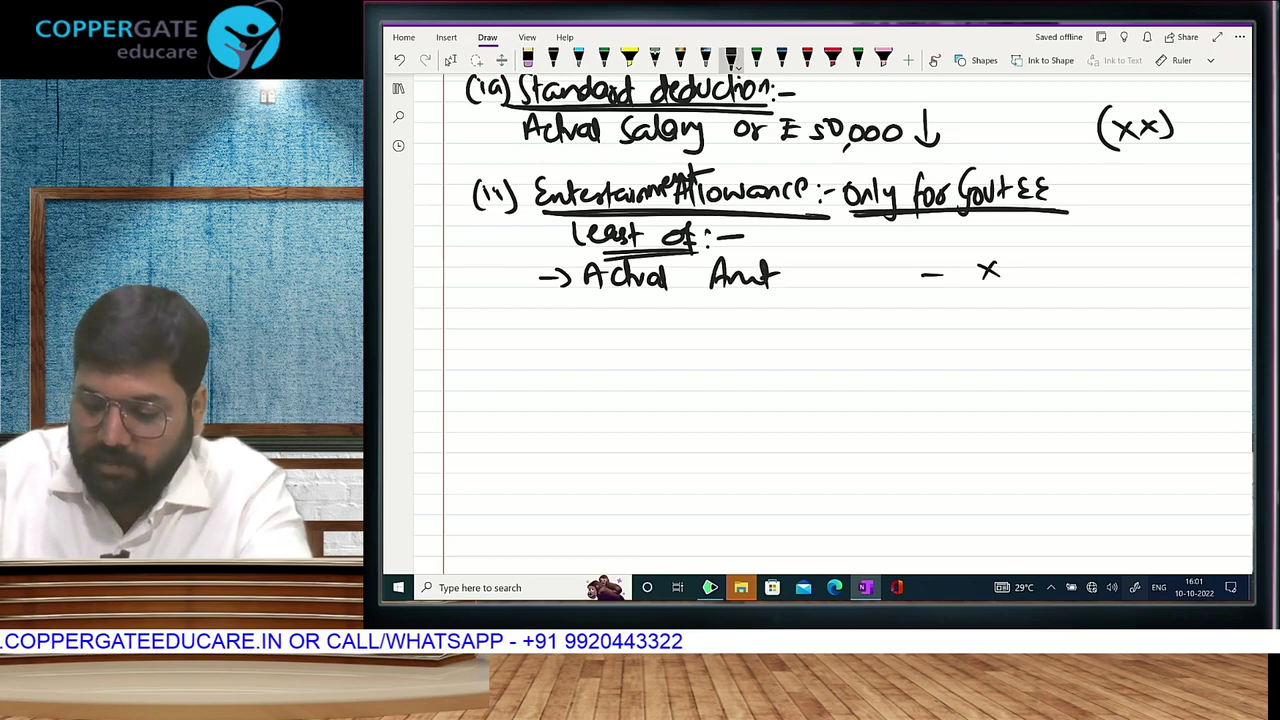 COPPERGATE
educare
Home Insert Draw View Help
Saved offline
Share
Shapes
Ink to Shape
Ink to Text
Ruler
(ia) Standard deduction:-
Actual Salary or ₹ 50,000 ↓ (xx)
(ii) Entertainment Allowance:- Only for Govt EE
Least of:-
→ Actual Amt - x
Type here to search
29°C
ENG
16:01
10-10-2022
.COPPERGATEEDUCARE.IN OR CALL/WHATSAPP - +91 9920443322